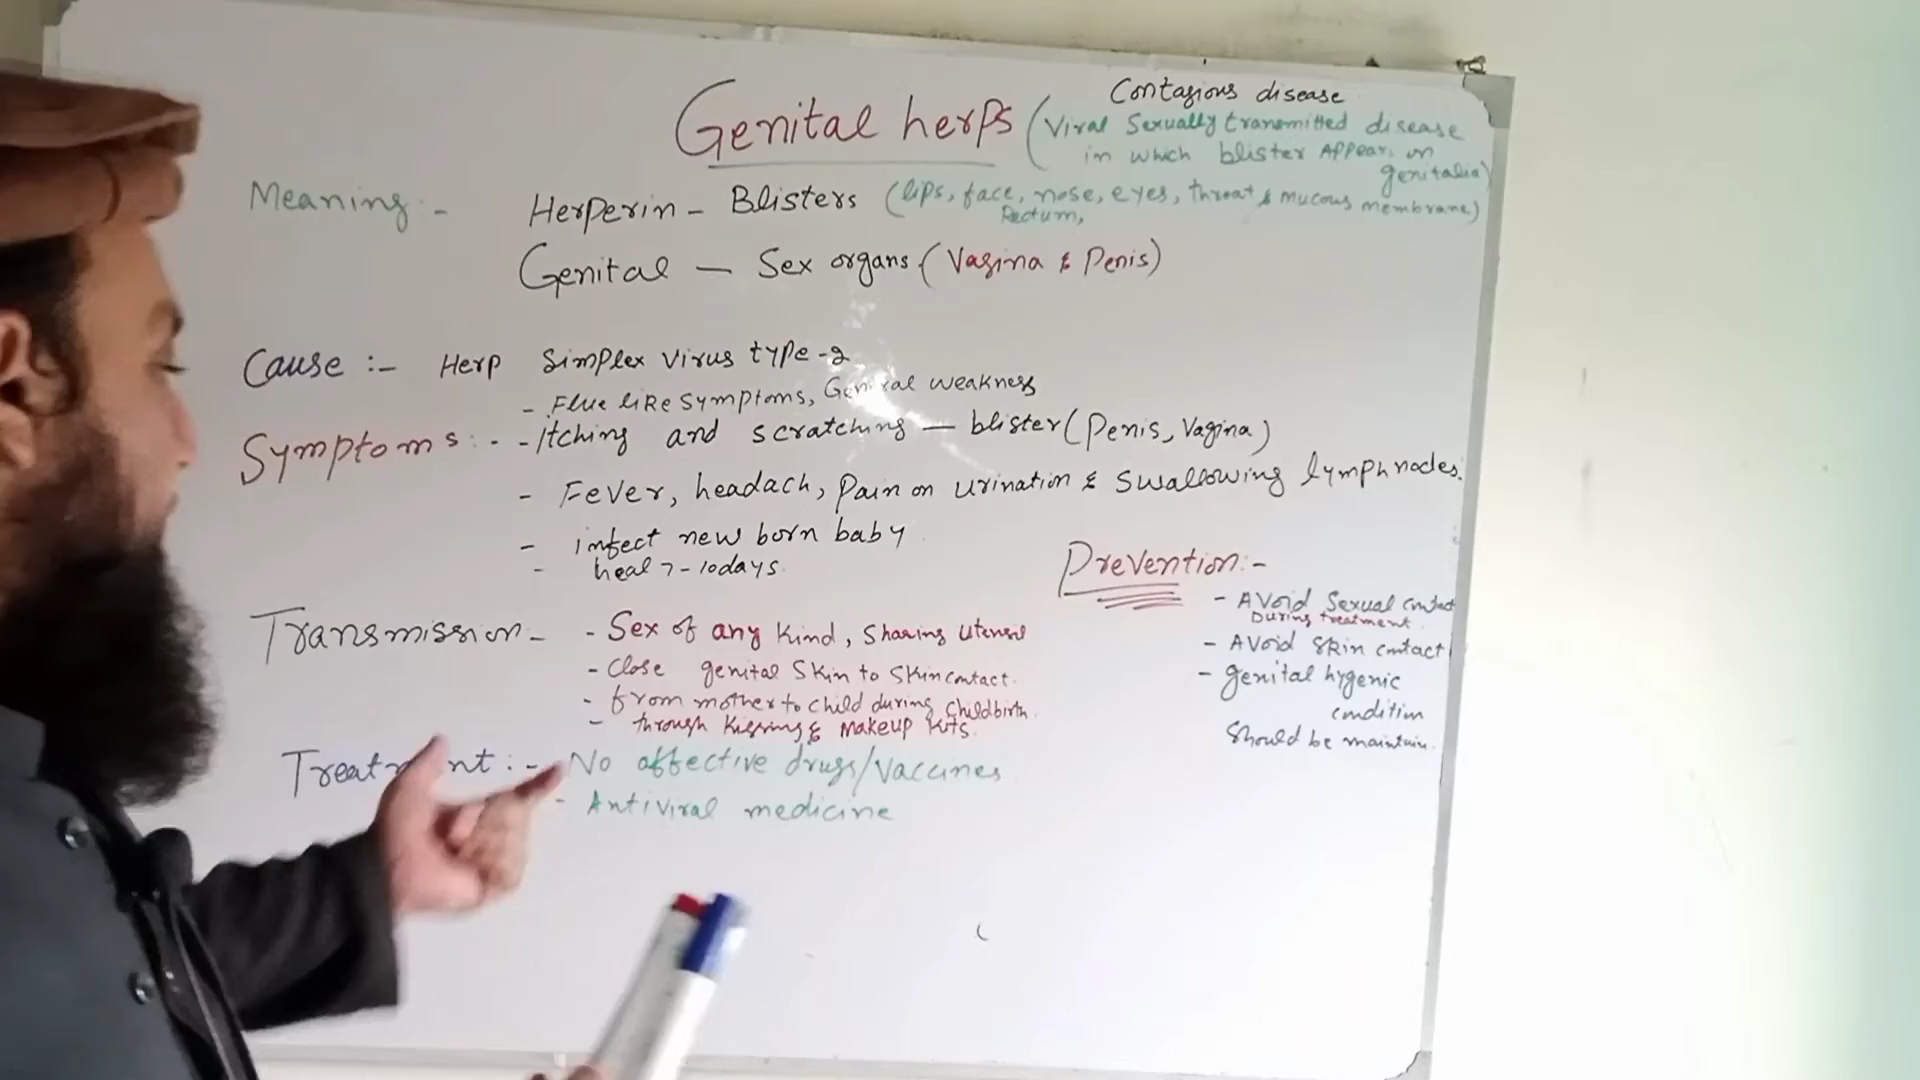 Contagious disease
Genital herps (Viral Sexually transmitted disease
in which blister Appear on
genitalia)
Meaning:- Herperin - Blisters (lips, face, nose, eyes, throat & mucous membrane)
Rectum,
Genital — Sex organs (Vagina & Penis)
Cause :- Herp Simplex Virus type-2
- Flue like symptoms, General weakness
Symptoms :- - Itching and scratching — blister (Penis, Vagina)
- Fever, headach, Pain on urination & swallowing lymph nodes.
- infect new born baby
- heal 7-10days.
Transmission - - Sex of any Kind, Sharing Utensil
- Close genital Skin to Skin contact.
- from mother to child during childbirth.
- through Kissing & Makeup Kits.
Treat nt :- No affective drugs/Vaccines
- Antiviral medicine
Prevention:-
- Avoid Sexual contact
During treatment.
- Avoid skin contact
- genital hygenic
condition
Should be maintain.